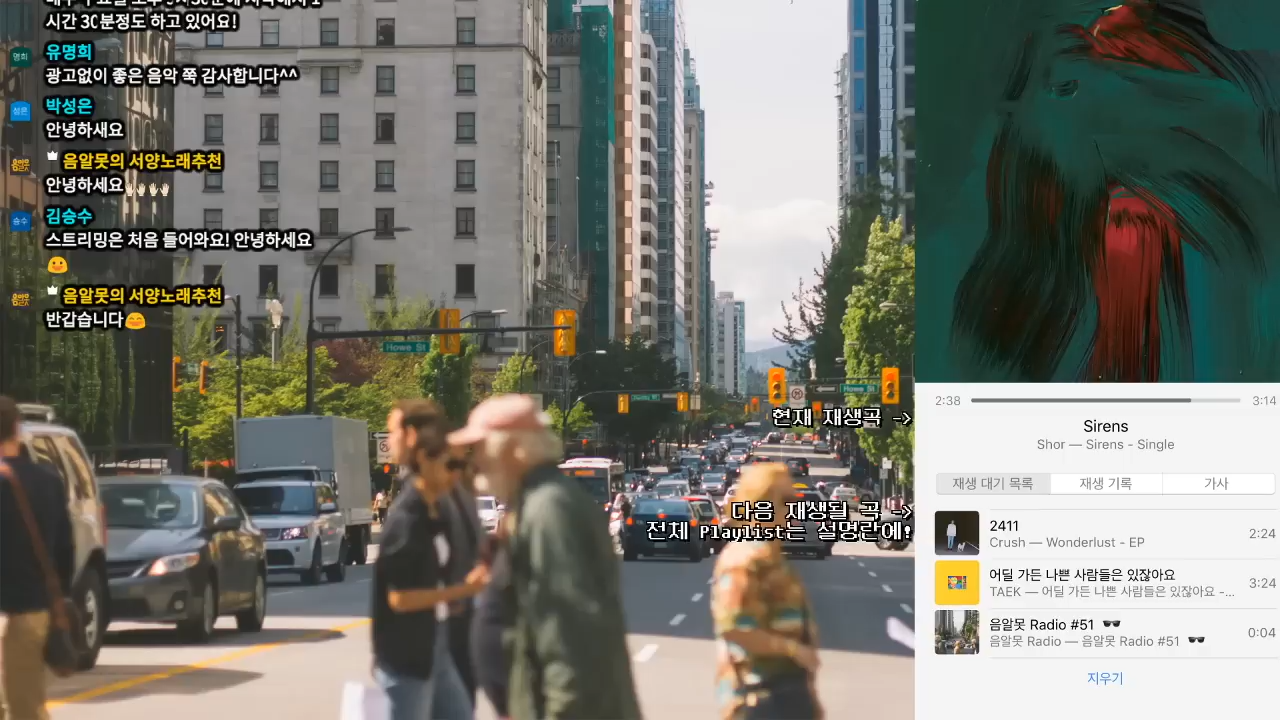 시간 30분정도 하고 있어요!
명희
유명희
광고없이 좋은 음악 쭉 감사합니다^^
성은
박성은
안녕하새요
음알못의 서양노래추천
안녕하세요🙌🏻🙌🏻
승수
김승수
스트리밍은 처음 들어와요! 안녕하세요
음알못의 서양노래추천
반갑습니다😊
Howe St
Howe St
현재 재생곡 ->
다음 재생될 곡 ->
전체 Playlist는 설명란에!
2:38
3:14
Sirens
Shor — Sirens - Single
재생 대기 목록
재생 기록
가사
2411
Crush — Wonderlust - EP
2:24
어딜 가든 나쁜 사람들은 있잖아요
TAEK — 어딜 가든 나쁜 사람들은 있잖아요 -...
3:24
음알못 Radio #51 🕶️
음알못 Radio — 음알못 Radio #51 🕶️
0:04
지우기